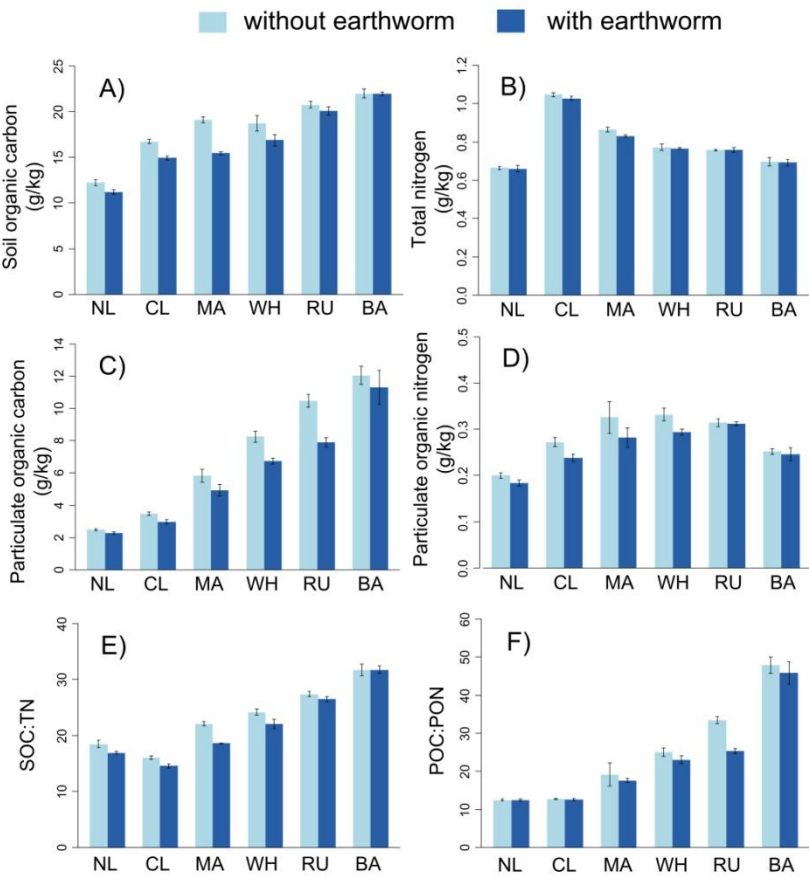 without earthworm with earthworm
A)
Soil organic carbon
(g/kg)
0 5 10 15 20 25
NL CL MA WH RU BA
B)
Total nitrogen
(g/kg)
0.0 0.2 0.4 0.6 0.8 1.0 1.2
NL CL MA WH RU BA
C)
Particulate organic carbon
(g/kg)
0 2 4 6 8 10 12 14
NL CL MA WH RU BA
D)
Particulate organic nitrogen
(g/kg)
0.0 0.1 0.2 0.3 0.4 0.5
NL CL MA WH RU BA
E)
SOC:TN
0 10 20 30 40
NL CL MA WH RU BA
F)
POC:PON
0 10 20 30 40 50 60
NL CL MA WH RU BA